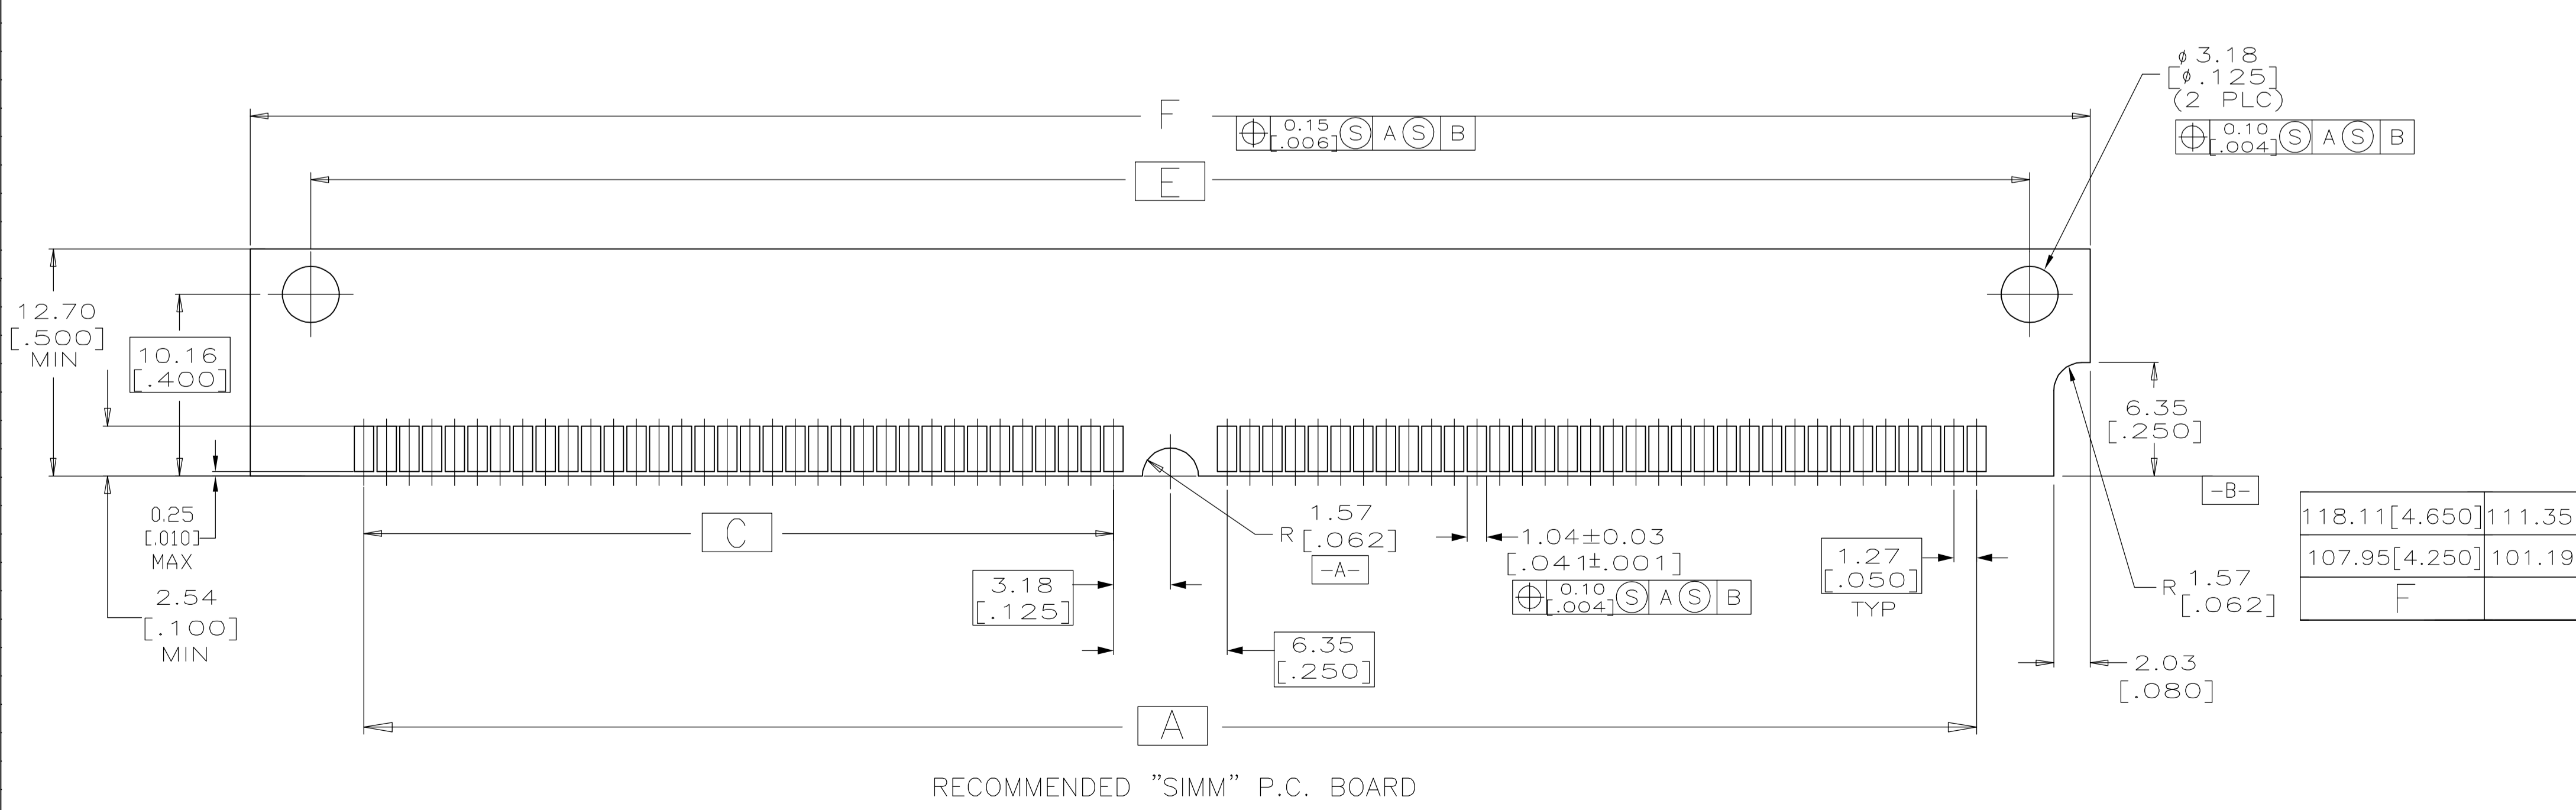 ϕ 3.18
[ϕ .125]
(2 PLC)
⌖ 0.10 [.004] Ⓢ A Ⓢ B
F
⌖ 0.15 [.006] Ⓢ A Ⓢ B
E
12.70
[.500]
MIN
10.16
[.400]
6.35
[.250]
-B-
0.25
[.010]
MAX
2.54
[.100]
MIN
C
R 1.57
[.062]
-A-
3.18
[.125]
6.35
[.250]
1.04±0.03
[.041±.001]
⌖ 0.10 [.004] Ⓢ A Ⓢ B
1.27
[.050]
TYP
R 1.57
[.062]
2.03
[.080]
118.11[4.650] 111.35
107.95[4.250] 101.19
F
A
RECOMMENDED "SIMM" P.C. BOARD